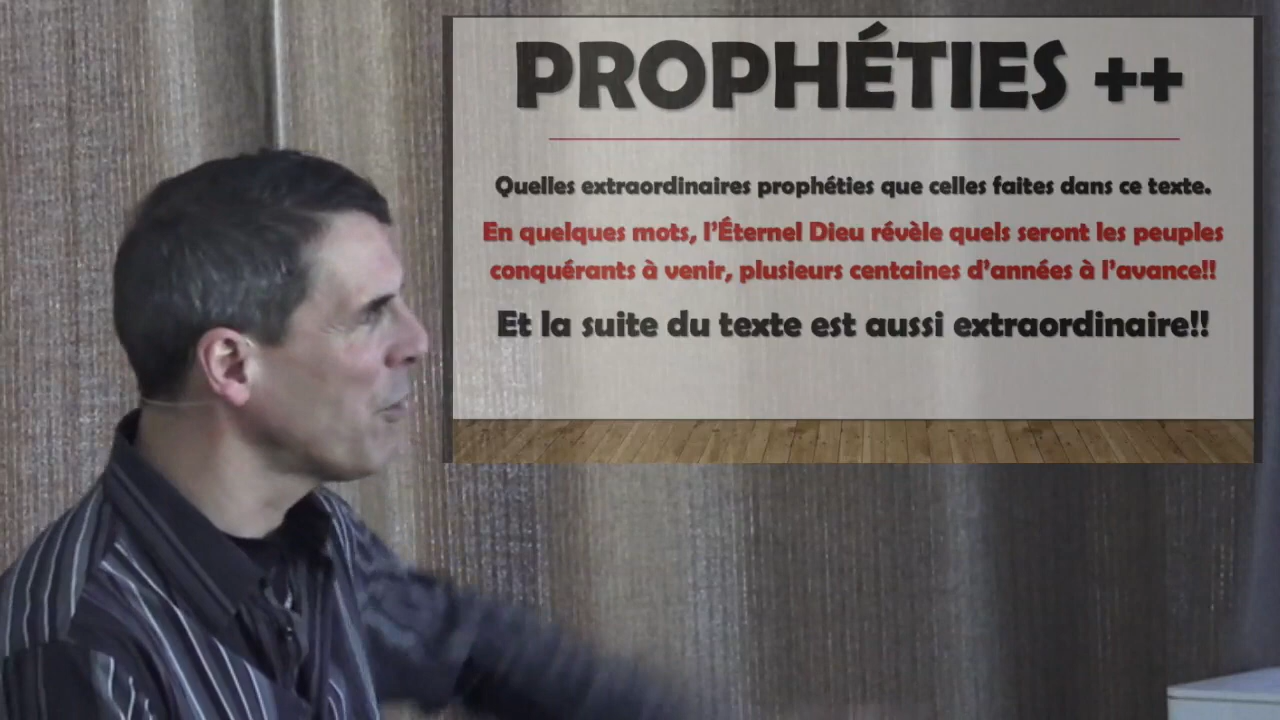 PROPHÉTIES ++
Quelles extraordinaires prophéties que celles faites dans ce texte.
En quelques mots, l'Éternel Dieu révèle quels seront les peuples
conquérants à venir, plusieurs centaines d'années à l'avance!!
Et la suite du texte est aussi extraordinaire!!